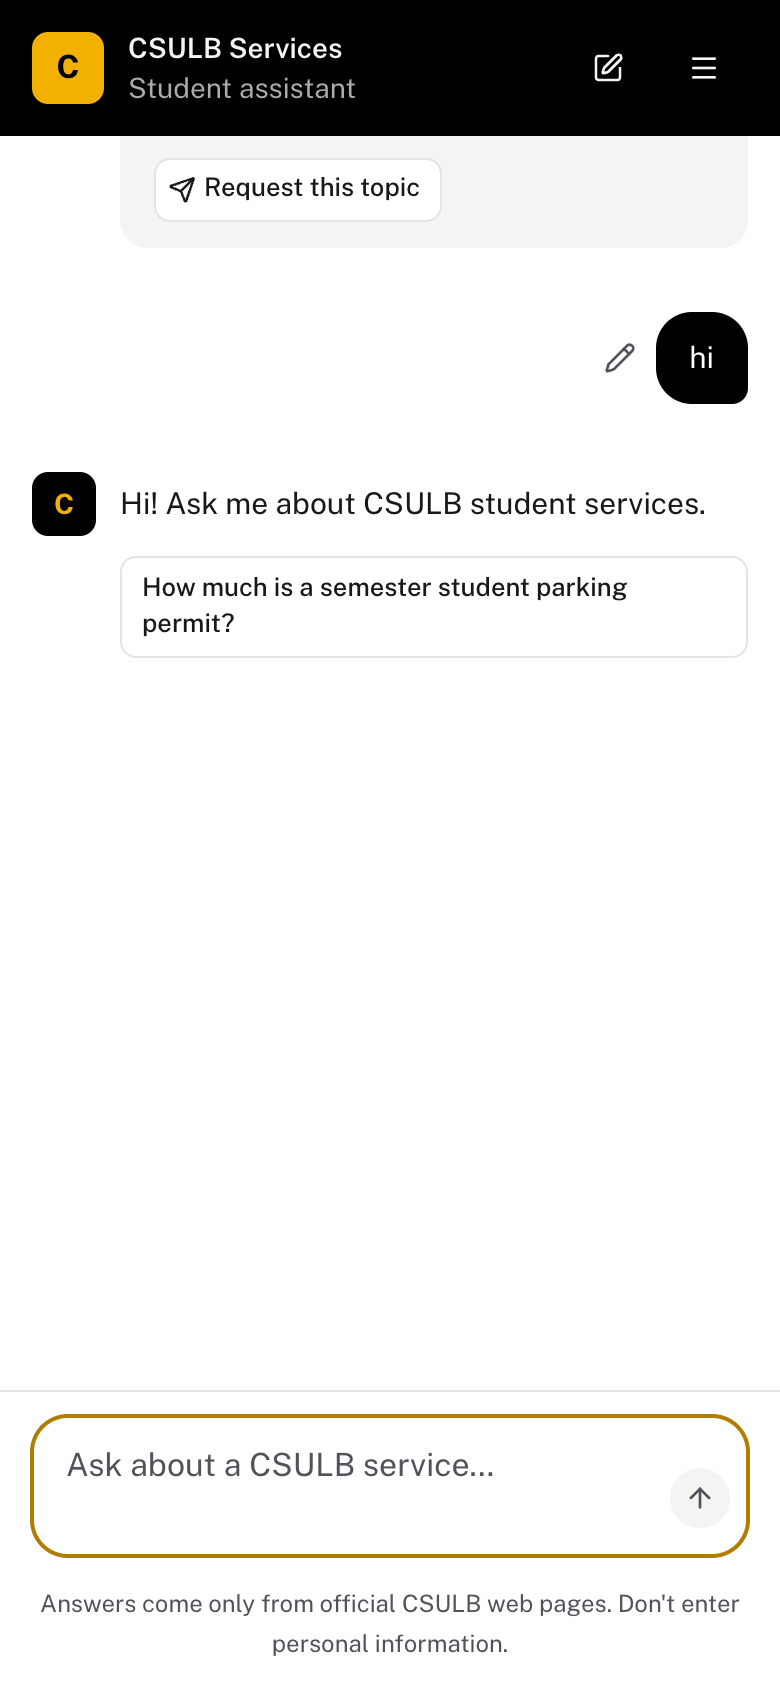 C
CSULB Services
Student assistant
Request this topic
hi
C
Hi! Ask me about CSULB student services.
How much is a semester student parking
permit?
Ask about a CSULB service...
Answers come only from official CSULB web pages. Don't enter
personal information.